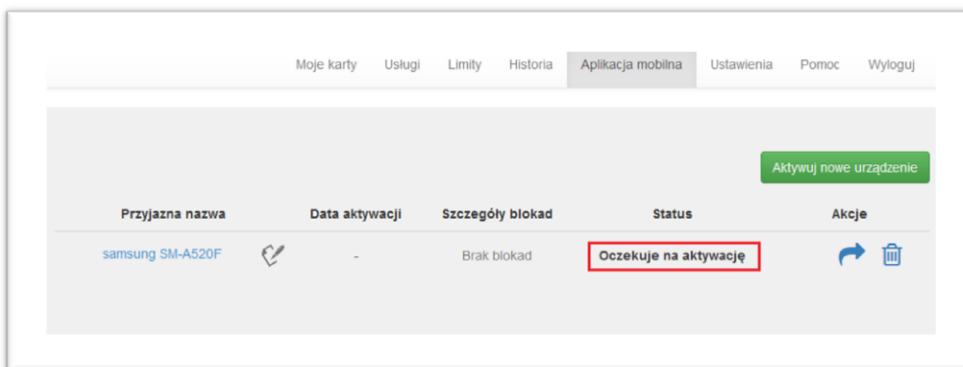 Moje karty Usługi Limity Historia Aplikacja mobilna Ustawienia Pomoc Wyloguj
Aktywuj nowe urządzenie
Przyjazna nazwa Data aktywacji Szczegóły blokad Status Akcje
samsung SM-A520F - Brak blokad Oczekuje na aktywację